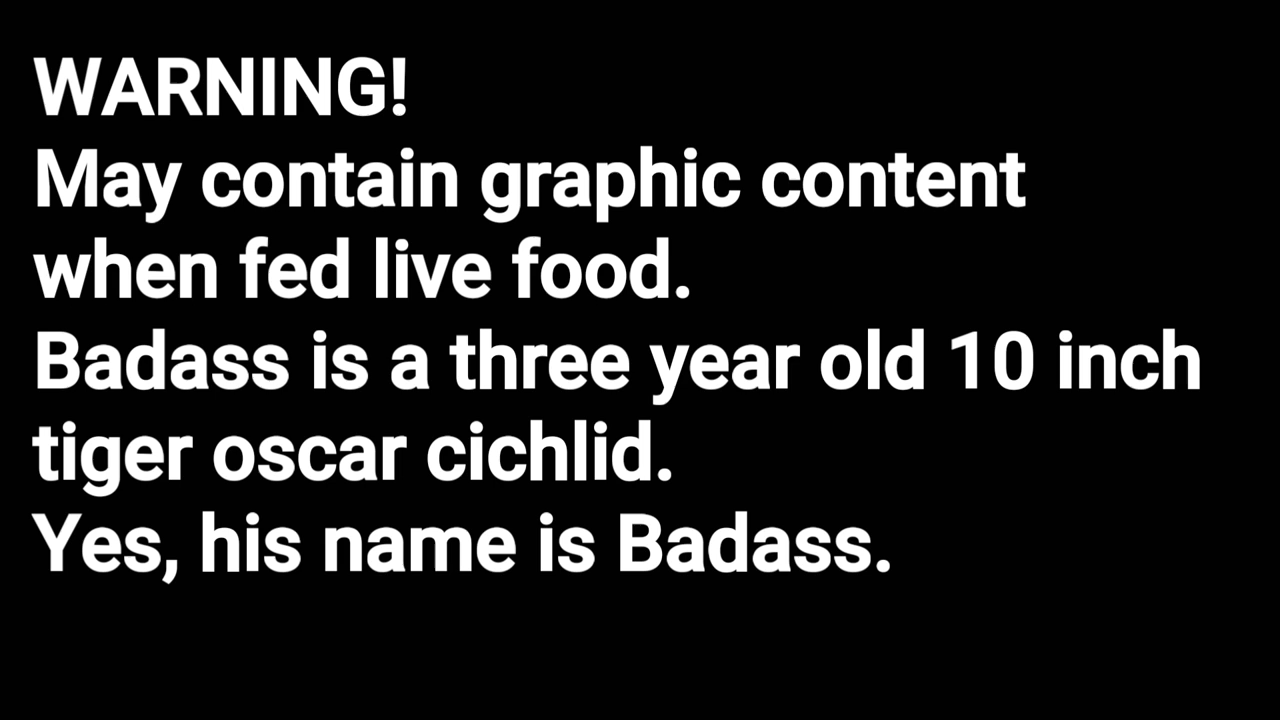 WARNING!
May contain graphic content
when fed live food.
Badass is a three year old 10 inch
tiger oscar cichlid.
Yes, his name is Badass.